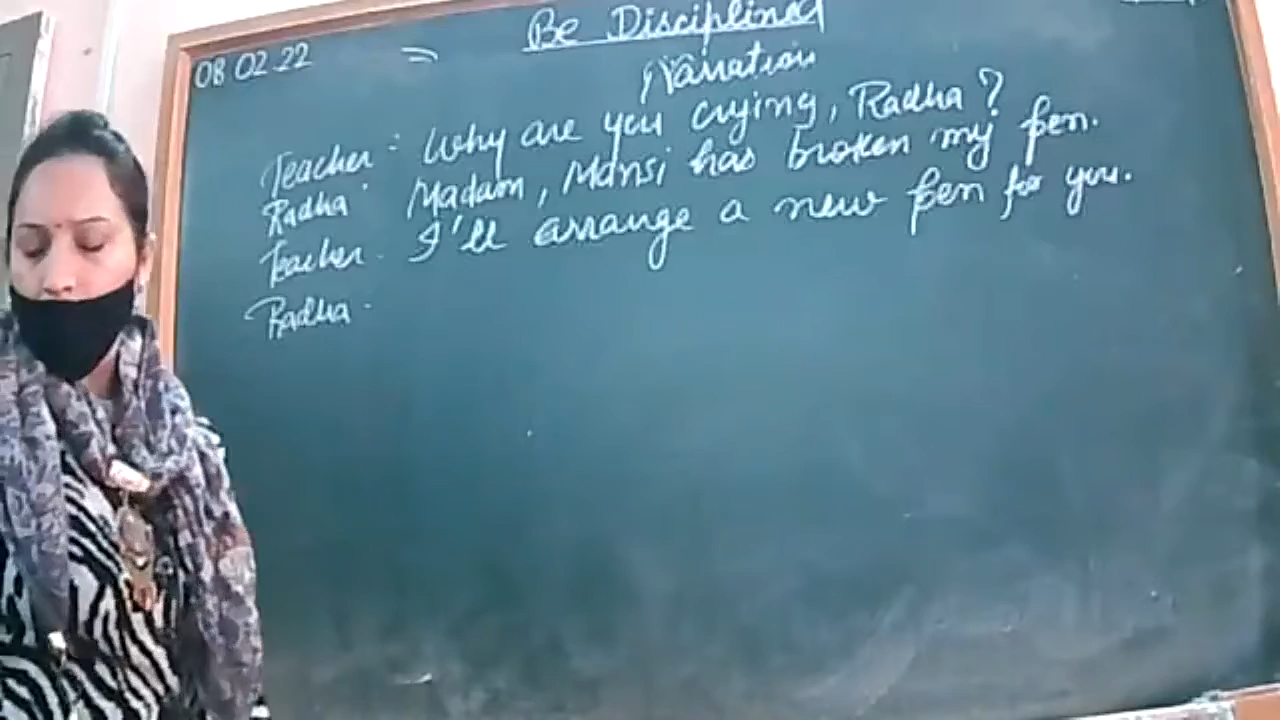 Be Disciplined
08 02.22
Narration
Teacher : Why are you crying, Radha?
Radha : Madam, Mansi has broken my pen.
Teacher - I'll arrange a new pen for you.
Radha -